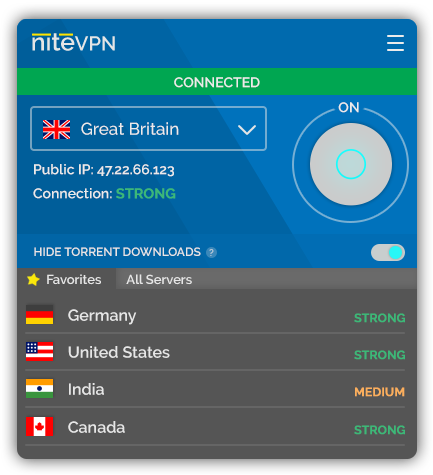 nitevpn
CONNECTED
Great Britain
ON
Public IP: 47.22.66.123
Connection: STRONG
HIDE TORRENT DOWNLOADS ?
Favorites All Servers
Germany STRONG
United States STRONG
India MEDIUM
Canada STRONG